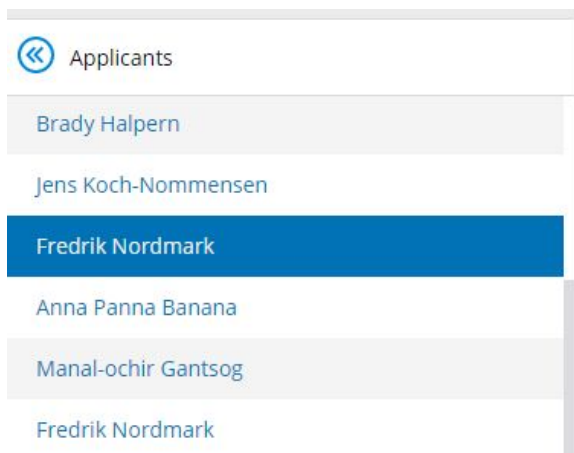 Applicants
Brady Halpern
Jens Koch-Nommensen
Fredrik Nordmark
Anna Panna Banana
Manal-ochir Gantsog
Fredrik Nordmark